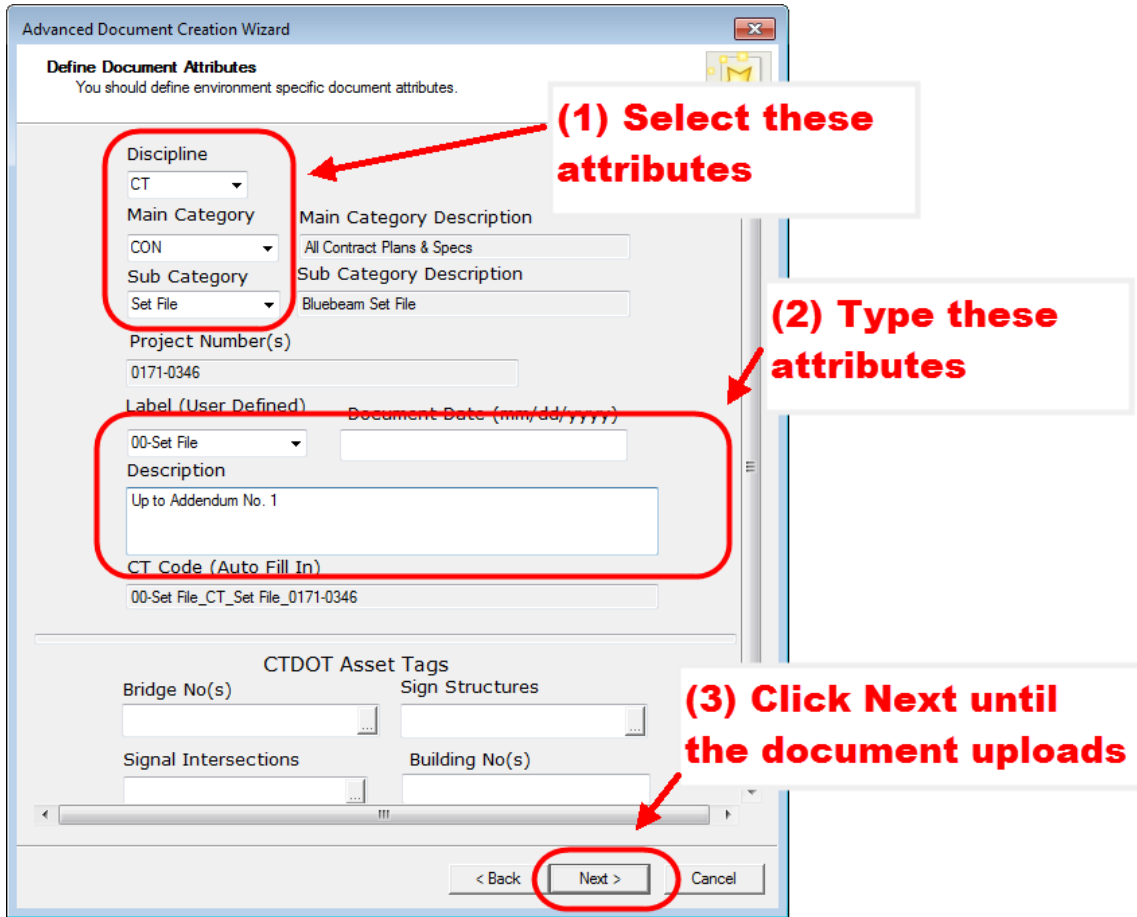 Advanced Document Creation Wizard
Define Document Attributes
You should define environment specific document attributes.
(1) Select these
attributes
Discipline
CT
Main Category
Main Category Description
CON
All Contract Plans & Specs
Sub Category
Sub Category Description
Set File
Bluebeam Set File
(2) Type these
attributes
Project Number(s)
0171-0346
Label (User Defined)
Document Date (mm/dd/yyyy)
00-Set File
Description
Up to Addendum No. 1
CT Code (Auto Fill In)
00-Set File_CT_Set File_0171-0346
CTDOT Asset Tags
Bridge No(s)
Sign Structures
...
...
(3) Click Next until
the document uploads
Signal Intersections
Building No(s)
...
< Back
Next >
Cancel